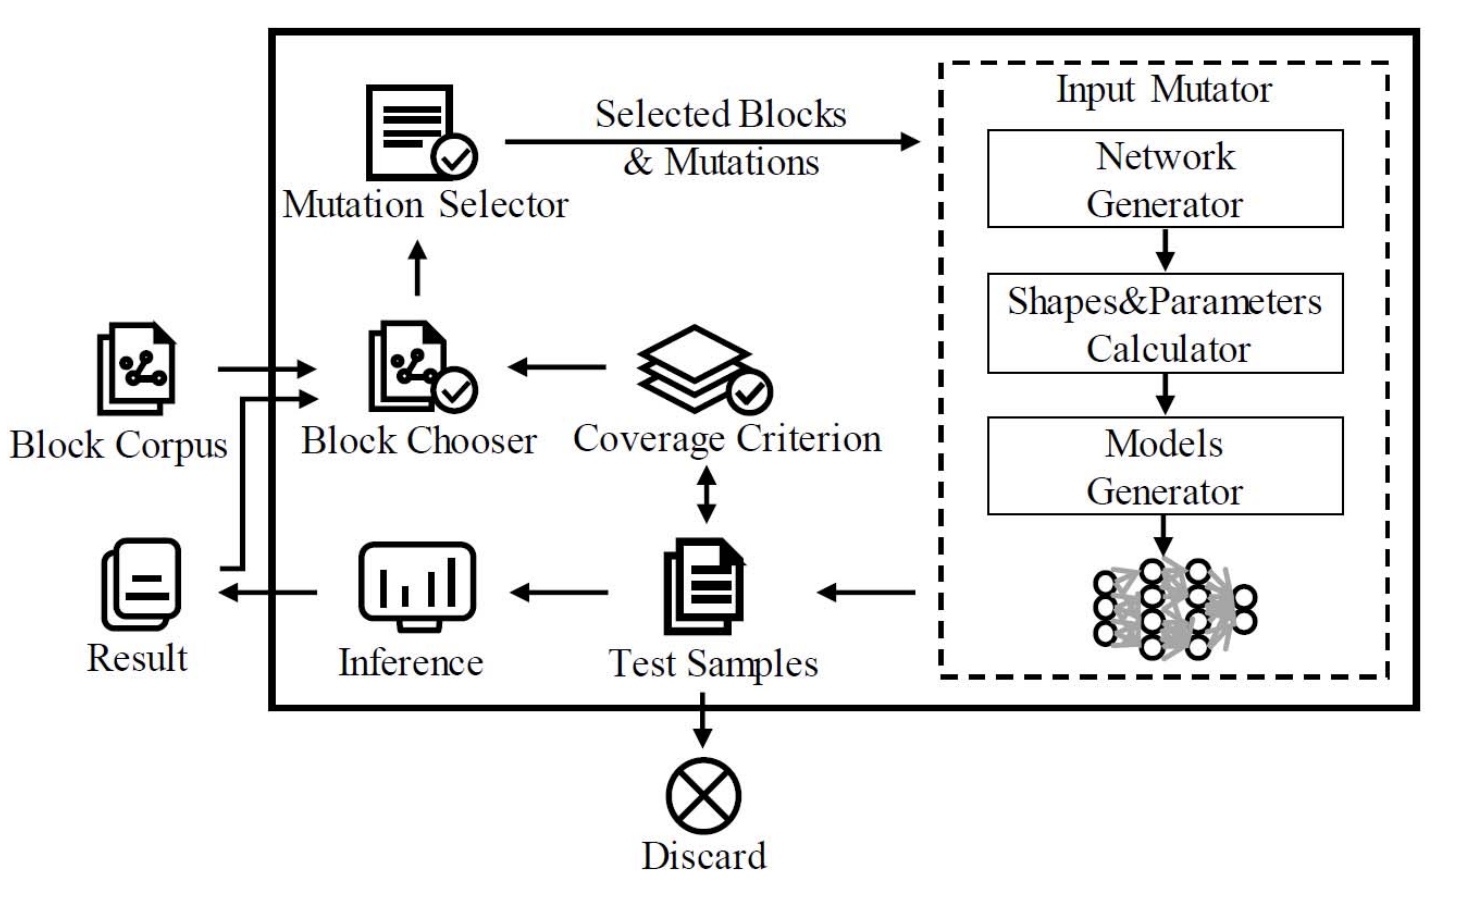 Input Mutator
Selected Blocks
& Mutations
Network
Generator
Mutation Selector
Shapes&Parameters
Calculator
Block Corpus
Block Chooser
Coverage Criterion
Models
Generator
Result
Inference
Test Samples
Discard